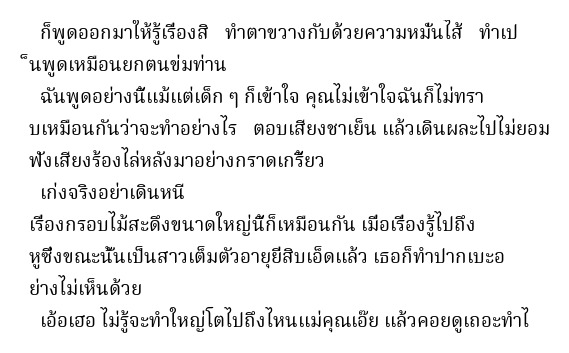 ก็พูดออกมาให้รู้เรื่องสิ   ทำตาขวางกับด้วยความหมั่นไส้   ทำเป
็นพูดเหมือนยกตนข่มท่าน
ฉันพูดอย่างนี้แม้แต่เด็ก ๆ ก็เข้าใจ คุณไม่เข้าใจฉันก็ไม่ทรา
บเหมือนกันว่าจะทำอย่างไร   ตอบเสียงชาเย็น แล้วเดินผละไปไม่ยอม
ฟังเสียงร้องไล่หลังมาอย่างกราดเกรี้ยว
เก่งจริงอย่าเดินหนี
เรื่องกรอบไม้สะดึงขนาดใหญ่นี้ก็เหมือนกัน เมื่อเรื่องรู้ไปถึง
หูซึ่งขณะนั้นเป็นสาวเต็มตัวอายุยี่สิบเอ็ดแล้ว เธอก็ทำปากเบะอ
ย่างไม่เห็นด้วย
เอ้อเฮอ ไม่รู้จะทำใหญ่โตไปถึงไหนแม่คุณเอ๊ย แล้วคอยดูเถอะทำไ